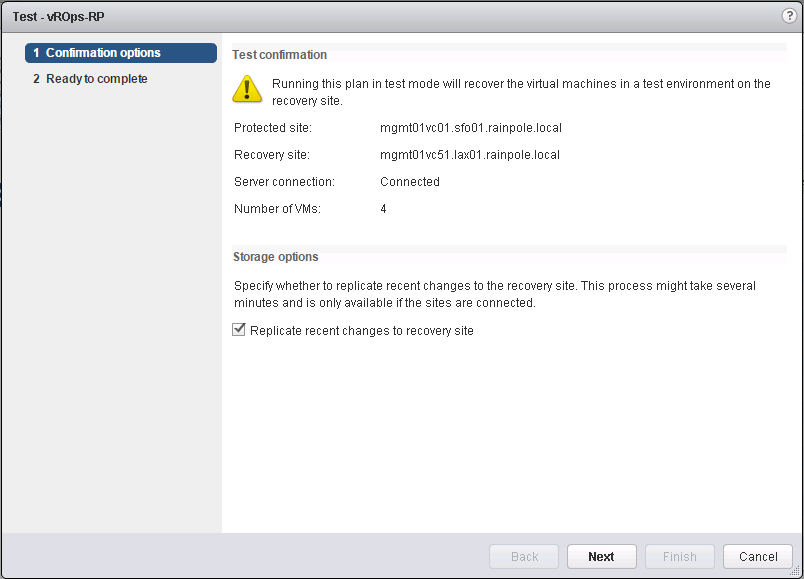 Test - vROps-RP
?
1 Confirmation options
2 Ready to complete
Test confirmation
Running this plan in test mode will recover the virtual machines in a test environment on the
recovery site.
Protected site: mgmt01vc01.sfo01.rainpole.local
Recovery site: mgmt01vc51.lax01.rainpole.local
Server connection: Connected
Number of VMs: 4
Storage options
Specify whether to replicate recent changes to the recovery site. This process might take several
minutes and is only available if the sites are connected.
Replicate recent changes to recovery site
Back Next Finish Cancel